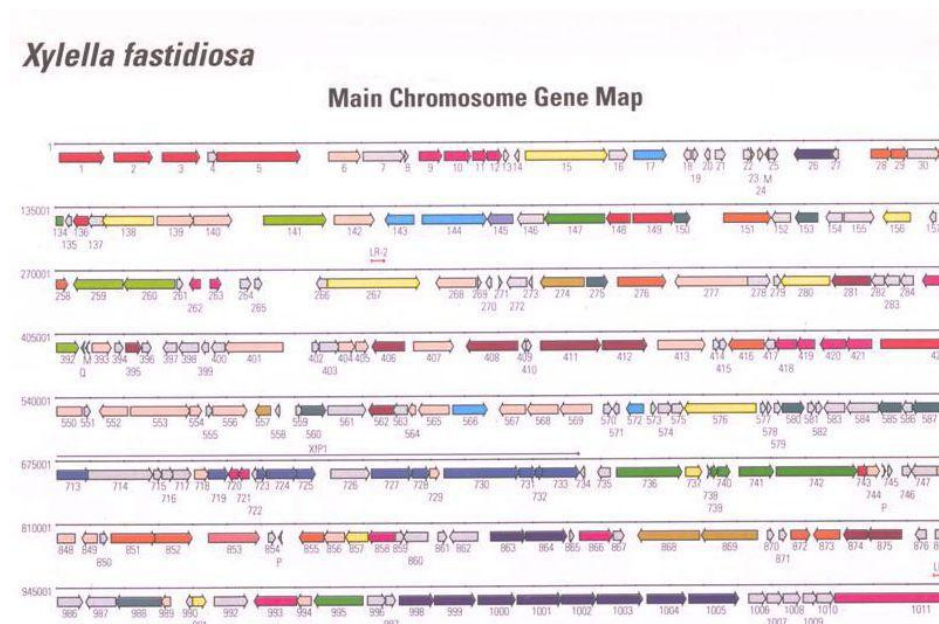 Xylella fastidiosa
Main Chromosome Gene Map
1
1 2 3 4 5 6 7 8 9 10 11 12 13 14 15 16 17 18 19 20 21 22 23 M 24 25 26 27 28 29 30
135001
134 135 136 137 138 139 140 141 142 143 144 145 146 147 148 149 150 151 152 153 154 155 156 157
LR-2
270001
258 259 260 261 262 263 264 265 266 267 268 269 270 271 272 273 274 275 276 277 278 279 280 281 282 283 284
405001
392 M Q 393 394 395 396 397 398 399 400 401 402 403 404 405 406 407 408 409 410 411 412 413 414 415 416 417 418 419 420 421
540001
550 551 552 553 554 555 556 557 558 559 560 561 562 563 564 565 566 567 568 569 570 571 572 573 574 575 576 577 578 579 580 581 582 583 584 585 586 587
XfP1
675001
713 714 715 716 717 718 719 720 721 722 723 724 725 726 727 728 729 730 731 732 733 734 735 736 737 738 739 740 741 742 743 744 P 745 746 747
810001
848 849 850 851 852 853 854 P 855 856 857 858 859 860 861 862 863 864 865 866 867 868 869 870 871 872 873 874 875 876
945001
986 987 988 989 990 992 993 994 995 996 997 998 999 1000 1001 1002 1003 1004 1005 1006 1007 1008 1009 1010 1011